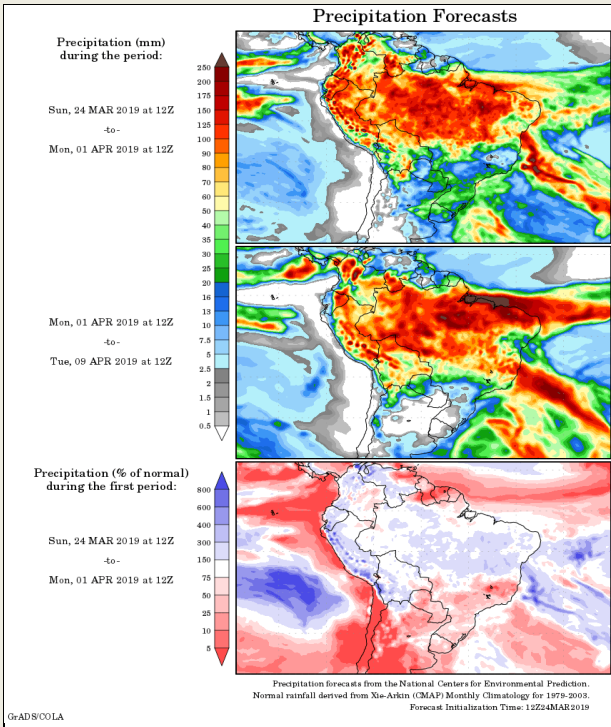 Precipitation Forecasts
Precipitation (mm)
during the period:
Sun, 24 MAR 2019 at 12Z
-to-
Mon, 01 APR 2019 at 12Z
250
200
175
150
125
100
90
80
70
60
50
40
35
30
25
20
16
13
10
7.5
5
2.5
2
1.5
1
0.5
Mon, 01 APR 2019 at 12Z
-to-
Tue, 09 APR 2019 at 12Z
Precipitation (% of normal)
during the first period:
Sun, 24 MAR 2019 at 12Z
-to-
Mon, 01 APR 2019 at 12Z
800
600
400
300
150
75
50
25
10
5
Precipitation forecasts from the National Centers for Environmental Prediction.
Normal rainfall derived from Xie-Arkin (CMAP) Monthly Climatology for 1979-2003.
Forecast Initialization Time: 12Z24MAR2019
GrADS/COLA